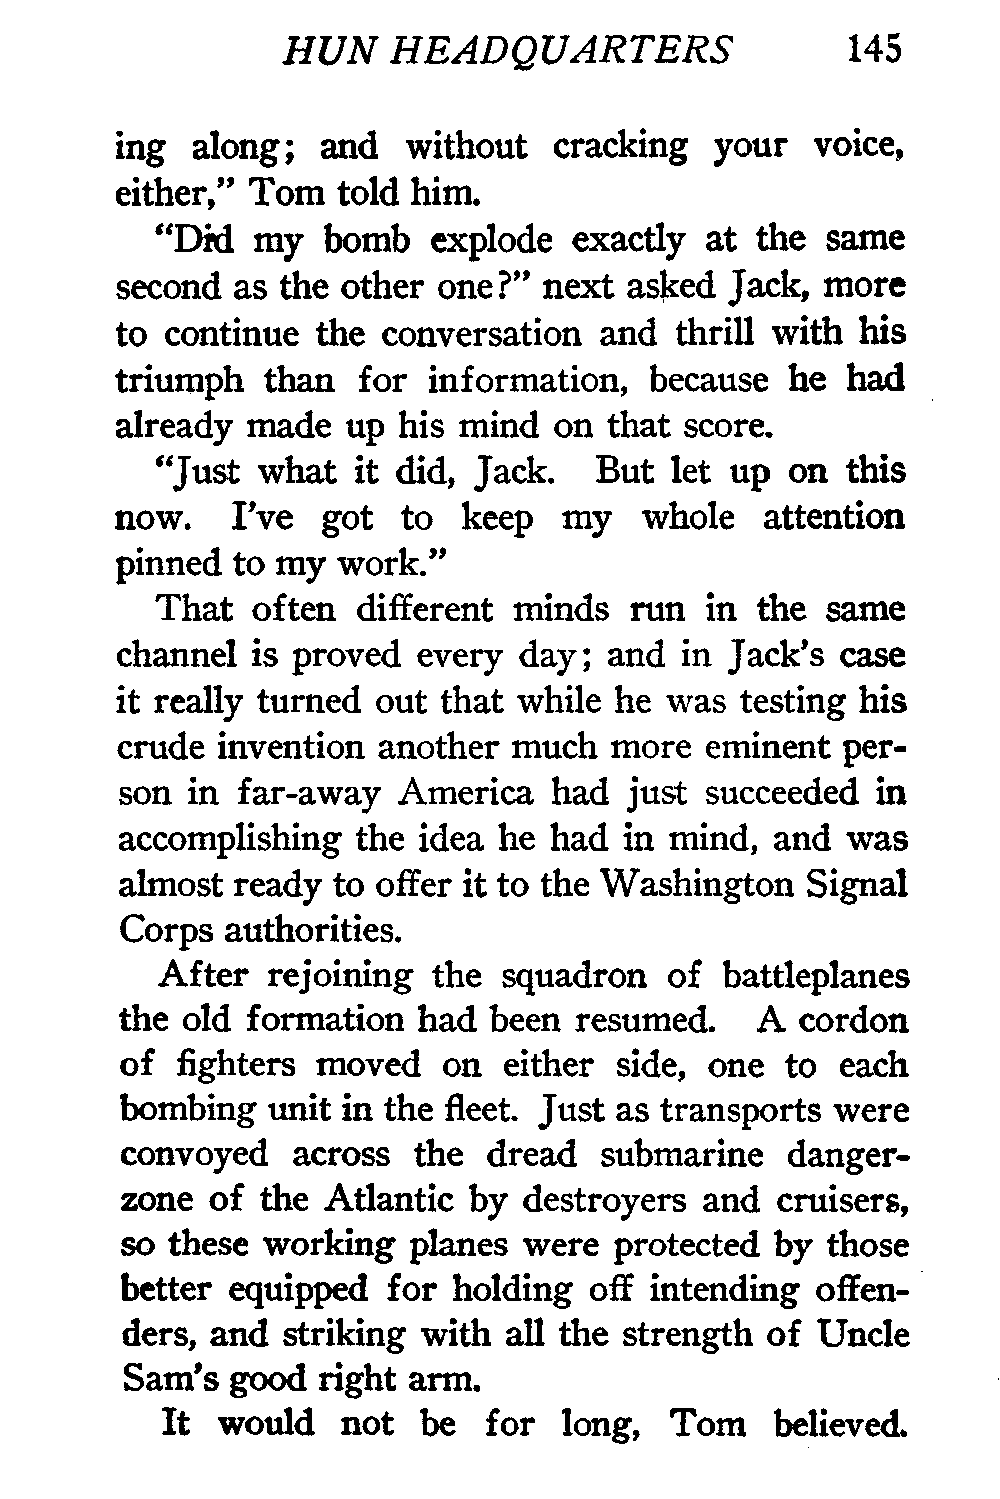 HUN HEADQUARTERS 145
ing along; and without cracking your voice,
either," Tom told him.
"Did my bomb explode exactly at the same
second as the other one?" next asked Jack, more
to continue the conversation and thrill with his
triumph than for information, because he had
already made up his mind on that score.
"Just what it did, Jack. But let up on this
now. I've got to keep my whole attention
pinned to my work."
That often different minds run in the same
channel is proved every day; and in Jack's case
it really turned out that while he was testing his
crude invention another much more eminent per-
son in far-away America had just succeeded in
accomplishing the idea he had in mind, and was
almost ready to offer it to the Washington Signal
Corps authorities.
After rejoining the squadron of battleplanes
the old formation had been resumed. A cordon
of fighters moved on either side, one to each
bombing unit in the fleet. Just as transports were
convoyed across the dread submarine danger-
zone of the Atlantic by destroyers and cruisers,
so these working planes were protected by those
better equipped for holding off intending offen-
ders, and striking with all the strength of Uncle
Sam's good right arm.
It would not be for long, Tom believed.